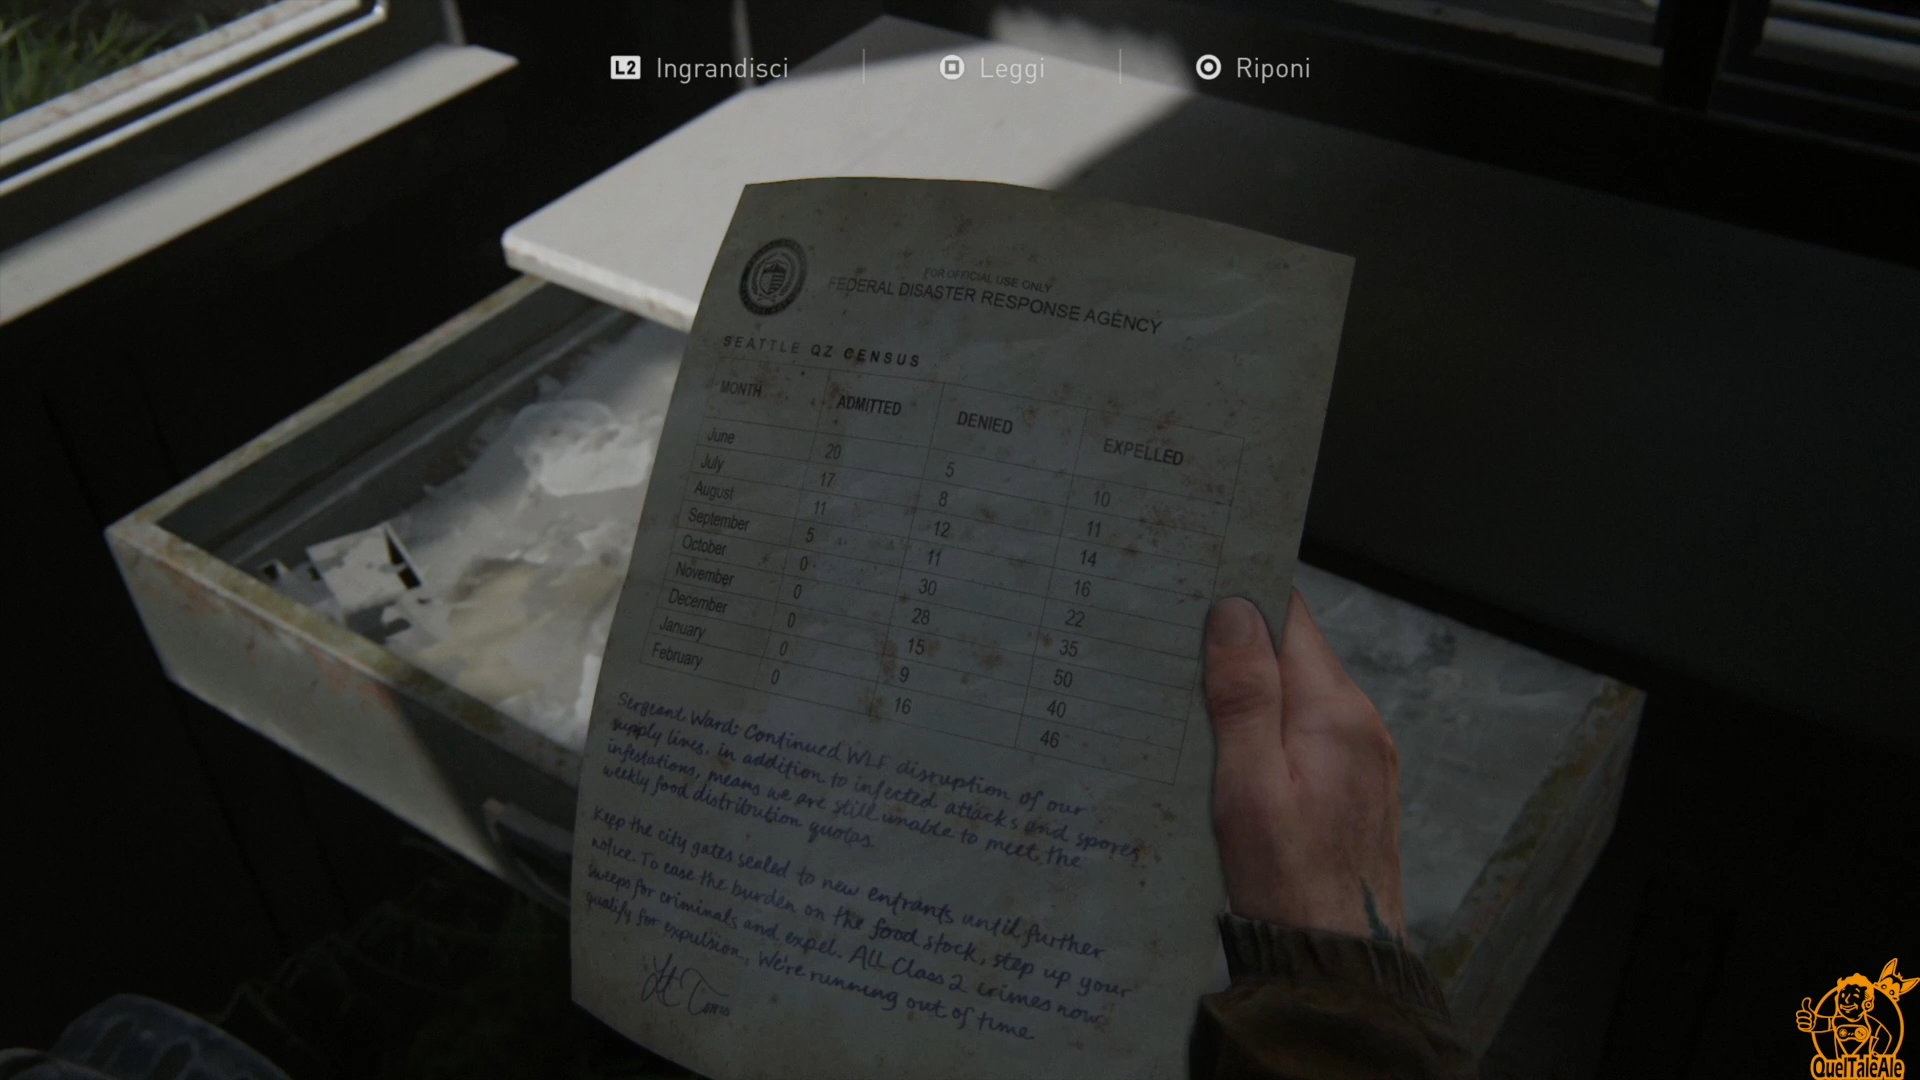 L2 Ingrandisci Leggi Riponi
FOR OFFICIAL USE ONLY
FEDERAL DISASTER RESPONSE AGENCY
SEATTLE QZ CENSUS
MONTH ADMITTED DENIED EXPELLED
June 20 5 10
July 17 8 11
August 11 12 14
September 5 11 16
October 0 30 22
November 0 28 35
December 0 15 50
January 0 9 40
February 0 16 46
Sergeant Ward: Continued WLF disruption of our
supply lines, in addition to infected attacks and spores
infestations, means we are still unable to meet the
weekly food distribution quotas.
Keep the city gates sealed to new entrants until further
notice. To ease the burden on the food stock, step up your
sweeps for criminals and expel. All Class 2 crimes now
qualify for expulsion. We're running out of time.
Lt Torris
QuelTaleAle